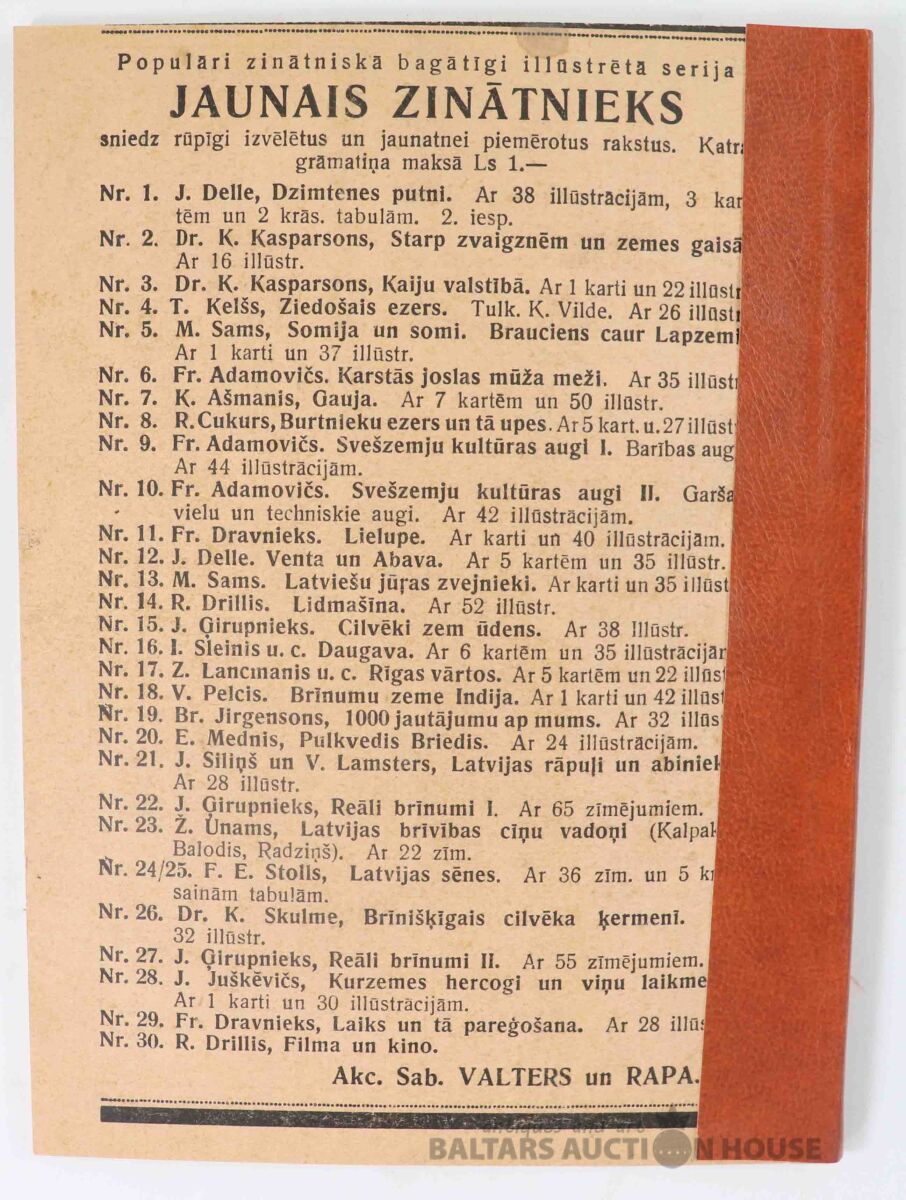 Populāri zinātniskā bagātīgi illūstrētā serija
JAUNAIS ZINĀTNIEKS
sniedz rūpīgi izvēlētus un jaunatnei piemērotus rakstus. Katra
grāmatiņa maksā Ls 1.—
Nr. 1. J. Delle, Dzimtenes putni. Ar 38 illūstrācijām, 3 kar
tēm un 2 krās. tabulām. 2. iesp.
Nr. 2. Dr. K. Kasparsons, Starp zvaigznēm un zemes gaisā
Ar 16 illūstr.
Nr. 3. Dr. K. Kasparsons, Kaiju valstībā. Ar 1 karti un 22 illūstr
Nr. 4. T. Kelšs, Ziedošais ezers. Tulk. K. Vilde. Ar 26 illūstr
Nr. 5. M. Sams, Somija un somi. Brauciens caur Lapzemi
Ar 1 karti un 37 illūstr.
Nr. 6. Fr. Adamovičs. Karstās joslas mūža meži. Ar 35 illūstr
Nr. 7. K. Ašmanis, Gauja. Ar 7 kartēm un 50 illūstr.
Nr. 8. R. Cukurs, Burtnieku ezers un tā upes. Ar 5 kart. u. 27 illūst
Nr. 9. Fr. Adamovičs. Svešzemju kultūras augi I. Barības aug
Ar 44 illūstrācijām.
Nr. 10. Fr. Adamovičs. Svešzemju kultūras augi II. Garša
vielu un techniskie augi. Ar 42 illūstrācijām.
Nr. 11. Fr. Dravnieks. Lielupe. Ar karti un 40 illūstrācijām.
Nr. 12. J. Delle. Venta un Abava. Ar 5 kartēm un 35 illūstr.
Nr. 13. M. Sams. Latviešu jūŗas zvejnieki. Ar karti un 35 illūst
Nr. 14. R. Drillis. Lidmašīna. Ar 52 illūstr.
Nr. 15. J. Ģirupnieks. Cilvēki zem ūdens. Ar 38 Illūstr.
Nr. 16. I. Sleinis u. c. Daugava. Ar 6 kartēm un 35 illūstrācijām
Nr. 17. Z. Lancmanis u. c. Rīgas vārtos. Ar 5 kartēm un 22 illūst
Nr. 18. V. Pelcis. Brīnumu zeme Indija. Ar 1 karti un 42 illūst
Nr. 19. Br. Jirgensons, 1000 jautājumu ap mums. Ar 32 illūs
Nr. 20. E. Mednis, Pulkvedis Briedis. Ar 24 illūstrācijām.
Nr. 21. J. Siliņš un V. Lamsters, Latvijas rāpuļi un abiniek
Ar 28 illūstr.
Nr. 22. J. Ģirupnieks, Reāli brīnumi I. Ar 65 zīmējumiem.
Nr. 23. Ž. Unams, Latvijas brīvības cīņu vadoņi (Kalpak
Balodis, Radziņš). Ar 22 zīm.
Nr. 24/25. F. E. Stolls, Latvijas sēnes. Ar 36 zīm. un 5 kr
sainām tabulām.
Nr. 26. Dr. K. Skulme, Brīnišķīgais cilvēka ķermenī.
32 illūstr.
Nr. 27. J. Ģirupnieks, Reāli brīnumi II. Ar 55 zīmējumiem.
Nr. 28. J. Juškēvičs, Kurzemes hercogi un viņu laikme
Ar 1 karti un 30 illūstrācijām.
Nr. 29. Fr. Dravnieks, Laiks un tā pareģošana. Ar 28 illūs
Nr. 30. R. Drillis, Filma un kino.
Akc. Sab. VALTERS un RAPA.
antiques and art
BALTARS AUCTION HOUSE